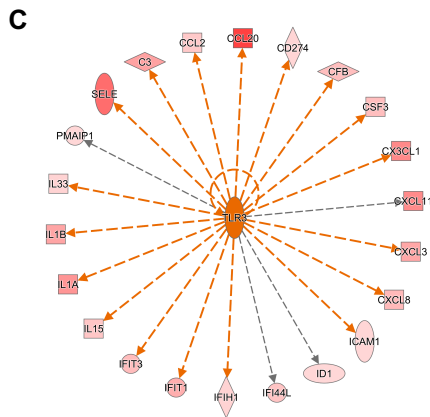 C
CCL20
CCL2
CD274
C3
CFB
SELE
CSF3
PMAIP1
CX3CL1
IL33
CXCL11
TLR3
IL1B
CXCL3
IL1A
CXCL8
IL15
ICAM1
IFIT3
ID1
IFIT1
IFIH1
IFI44L